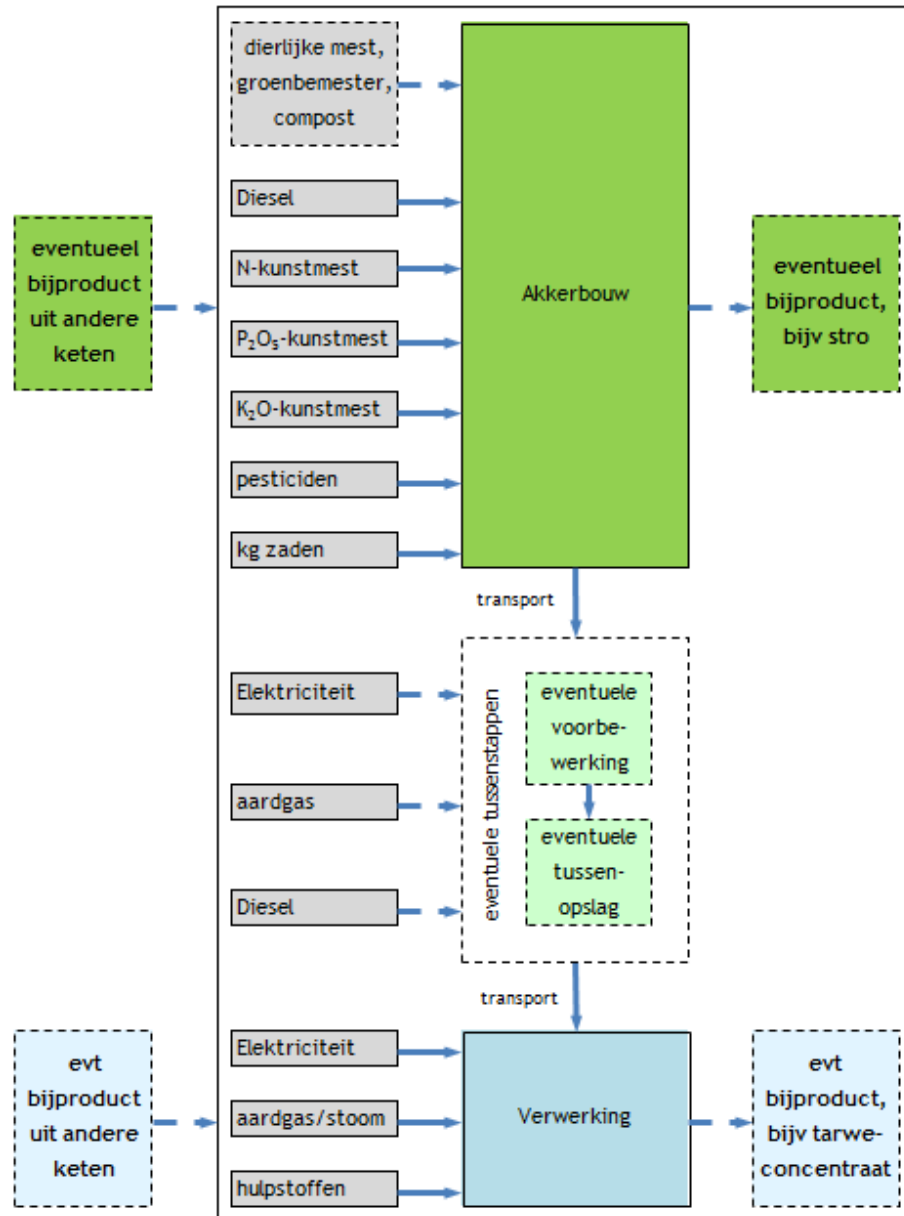 dierlijke mest,
groenbemester,
compost
Diesel
N-kunstmest
P₂O₅-kunstmest
K₂O-kunstmest
pesticiden
kg zaden
Akkerbouw
eventueel
bijproduct
uit andere
keten
eventueel
bijproduct,
bijv stro
transport
Elektriciteit
aardgas
Diesel
eventuele tussenstappen
eventuele
voorbe-
werking
eventuele
tussen-
opslag
transport
evt
bijproduct
uit andere
keten
Elektriciteit
aardgas/stoom
hulpstoffen
Verwerking
evt
bijproduct,
bijv tarwe-
concentraat